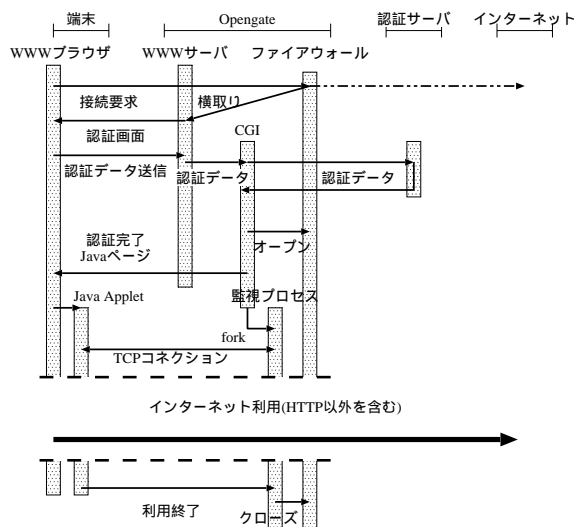 端末
Opengate
認証サーバ
インターネット
WWWブラウザ
WWWサーバ
ファイアウォール
接続要求
横取り
認証画面
CGI
認証データ送信
認証データ
認証データ
認証完了
Javaページ
オープン
Java Applet
監視プロセス
fork
TCPコネクション
インターネット利用(HTTP以外を含む)
利用終了
クローズ